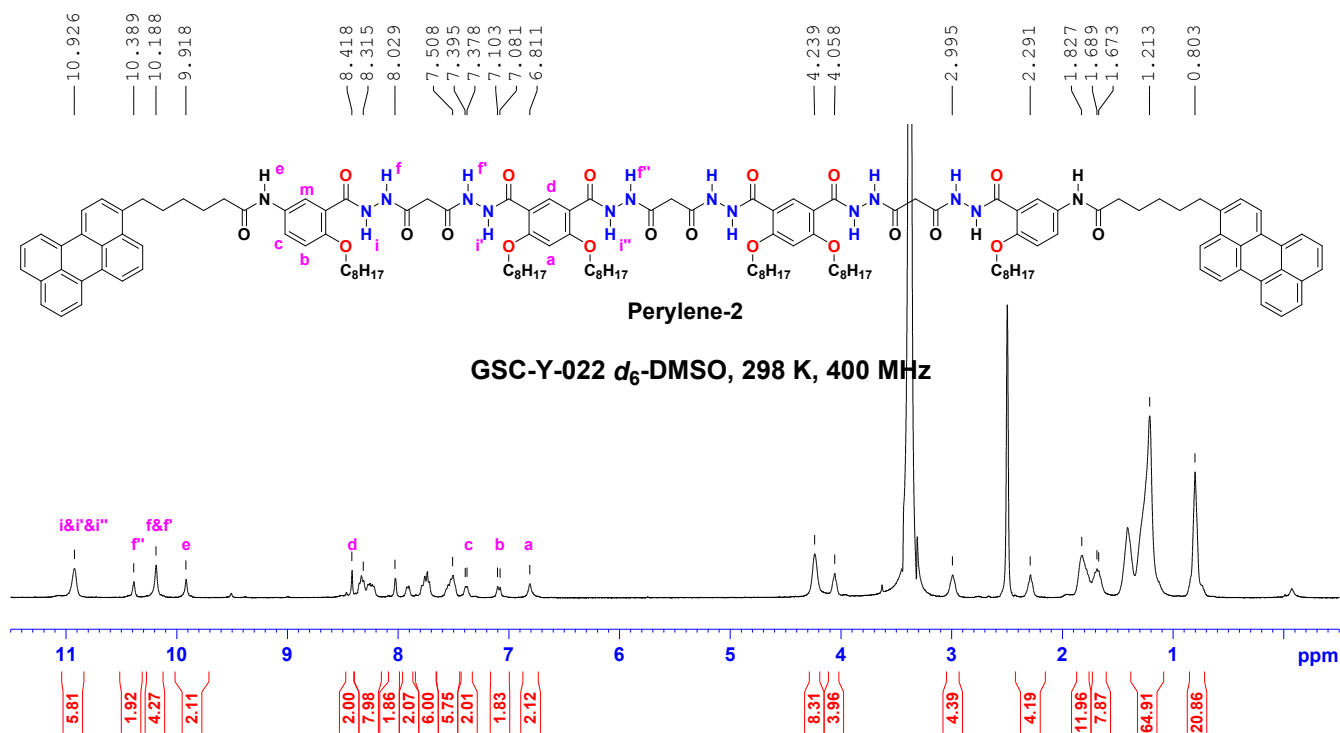 10.926 10.389 10.188 9.918 8.418 8.315 8.029 7.508 7.395 7.378 7.103 7.081 6.811 4.239 4.058 2.995 2.291 1.827 1.689 1.673 1.213 0.803
H e H f H f' H f'' H H H
O O O O O O
m N N N N N d N N N N N N N N
N N N N N N N N
O c H i O O H i' O O H i'' O O H O O H O O H O O
b O O a O O O O
C8H17 C8H17 C8H17 C8H17 C8H17 C8H17
Perylene-2
GSC-Y-022 d6-DMSO, 298 K, 400 MHz
i&i'&i'' f&f'
f'' e d c b a
11 10 9 8 7 6 5 4 3 2 1 ppm
5.81 1.92 4.27 2.11 2.00 7.98 1.86 2.07 6.00 5.75 2.01 1.83 2.12 8.31 3.96 4.39 4.19 11.96 7.87 64.91 20.86